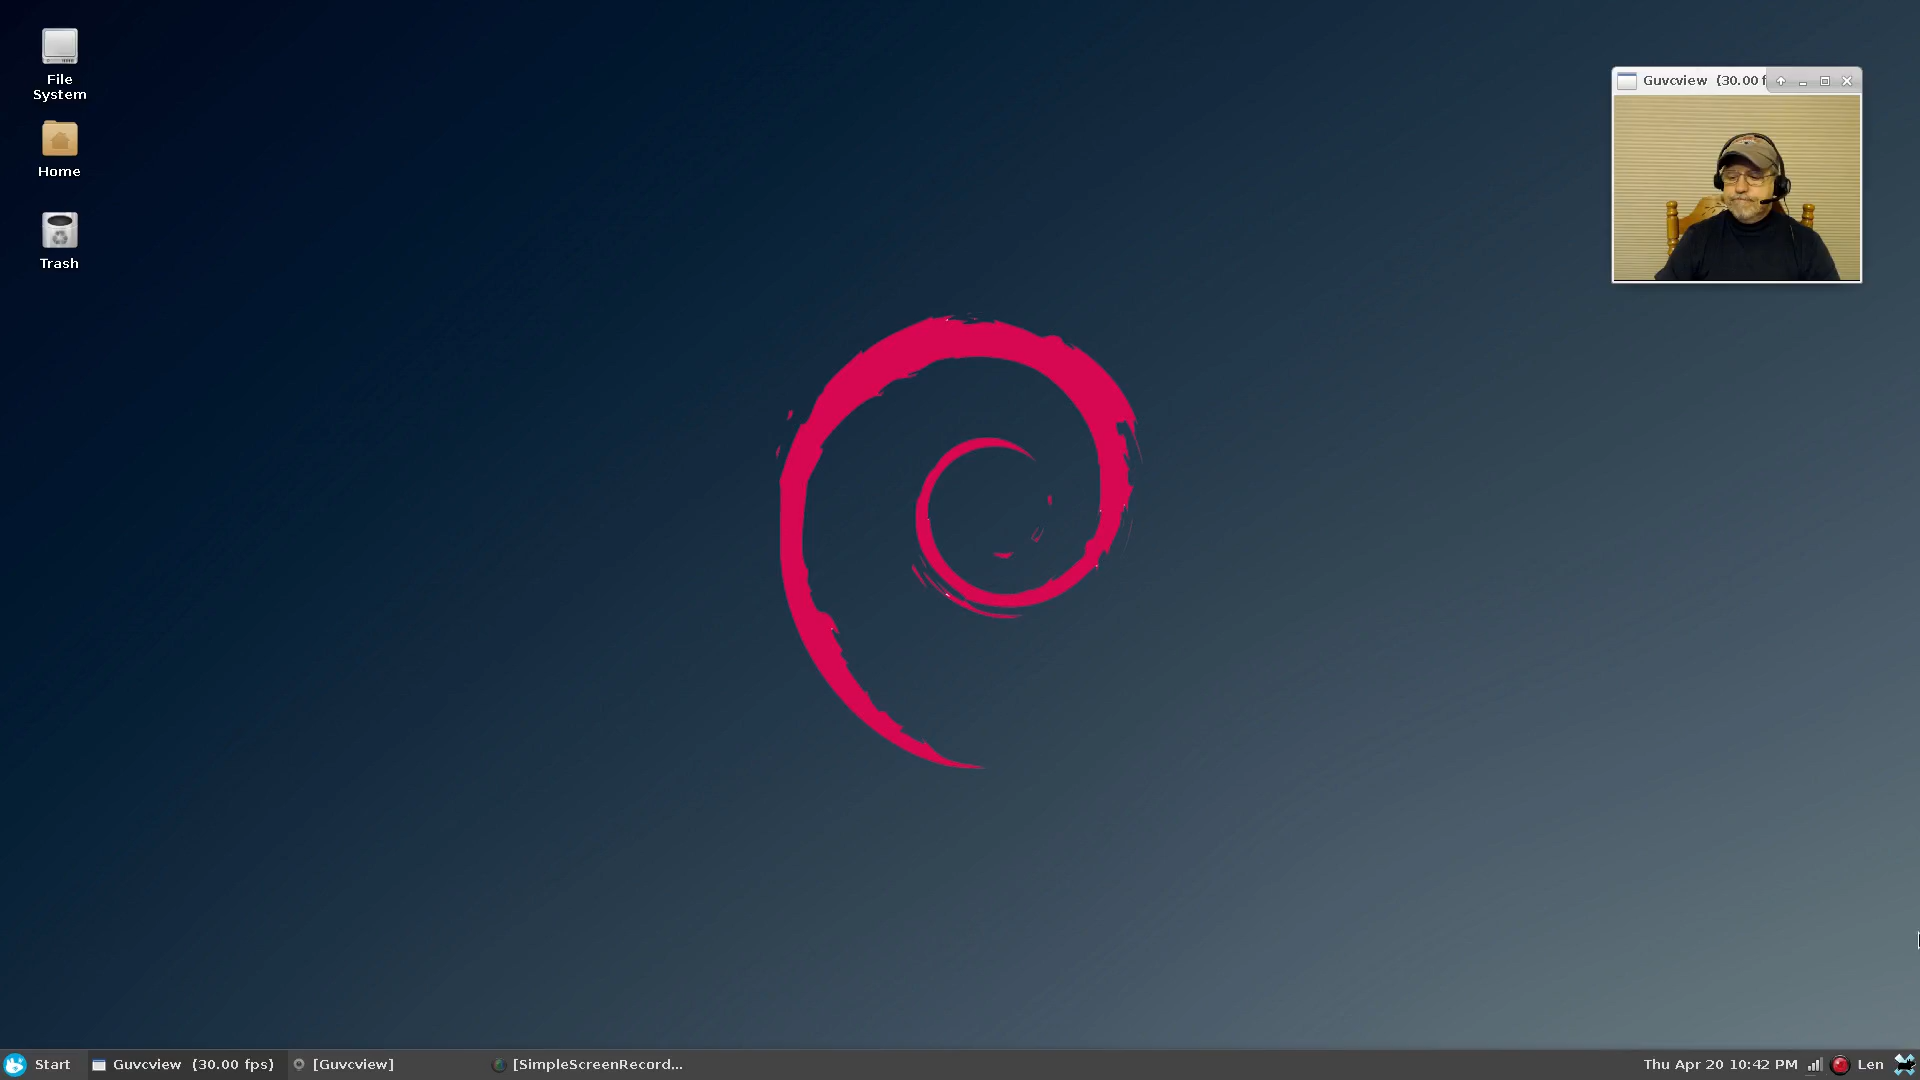 File
System
Home
Trash
Guvcview (30.00 f
Start
Guvcview (30.00 fps)
[Guvcview]
[SimpleScreenRecord...
Thu Apr 20 10:42 PM
Len